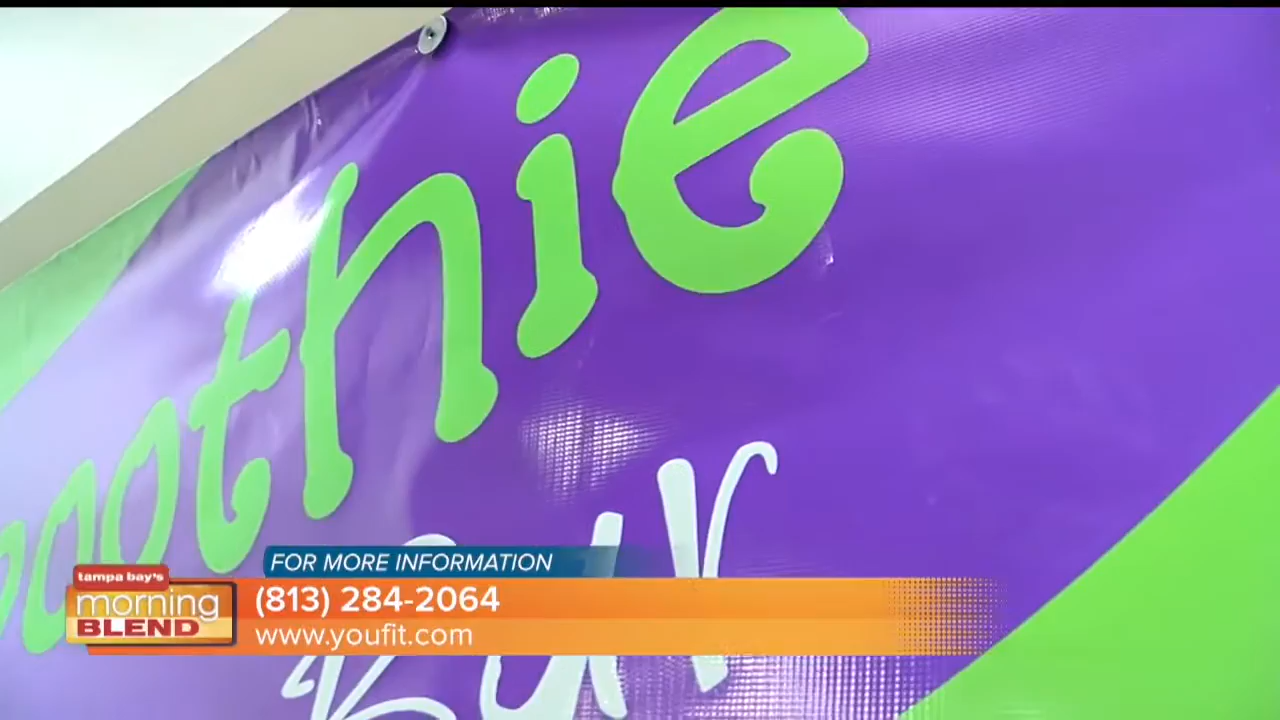 oothie
Bar
FOR MORE INFORMATION
tampa bay's
morning
BLEND
(813) 284-2064
www.youfit.com